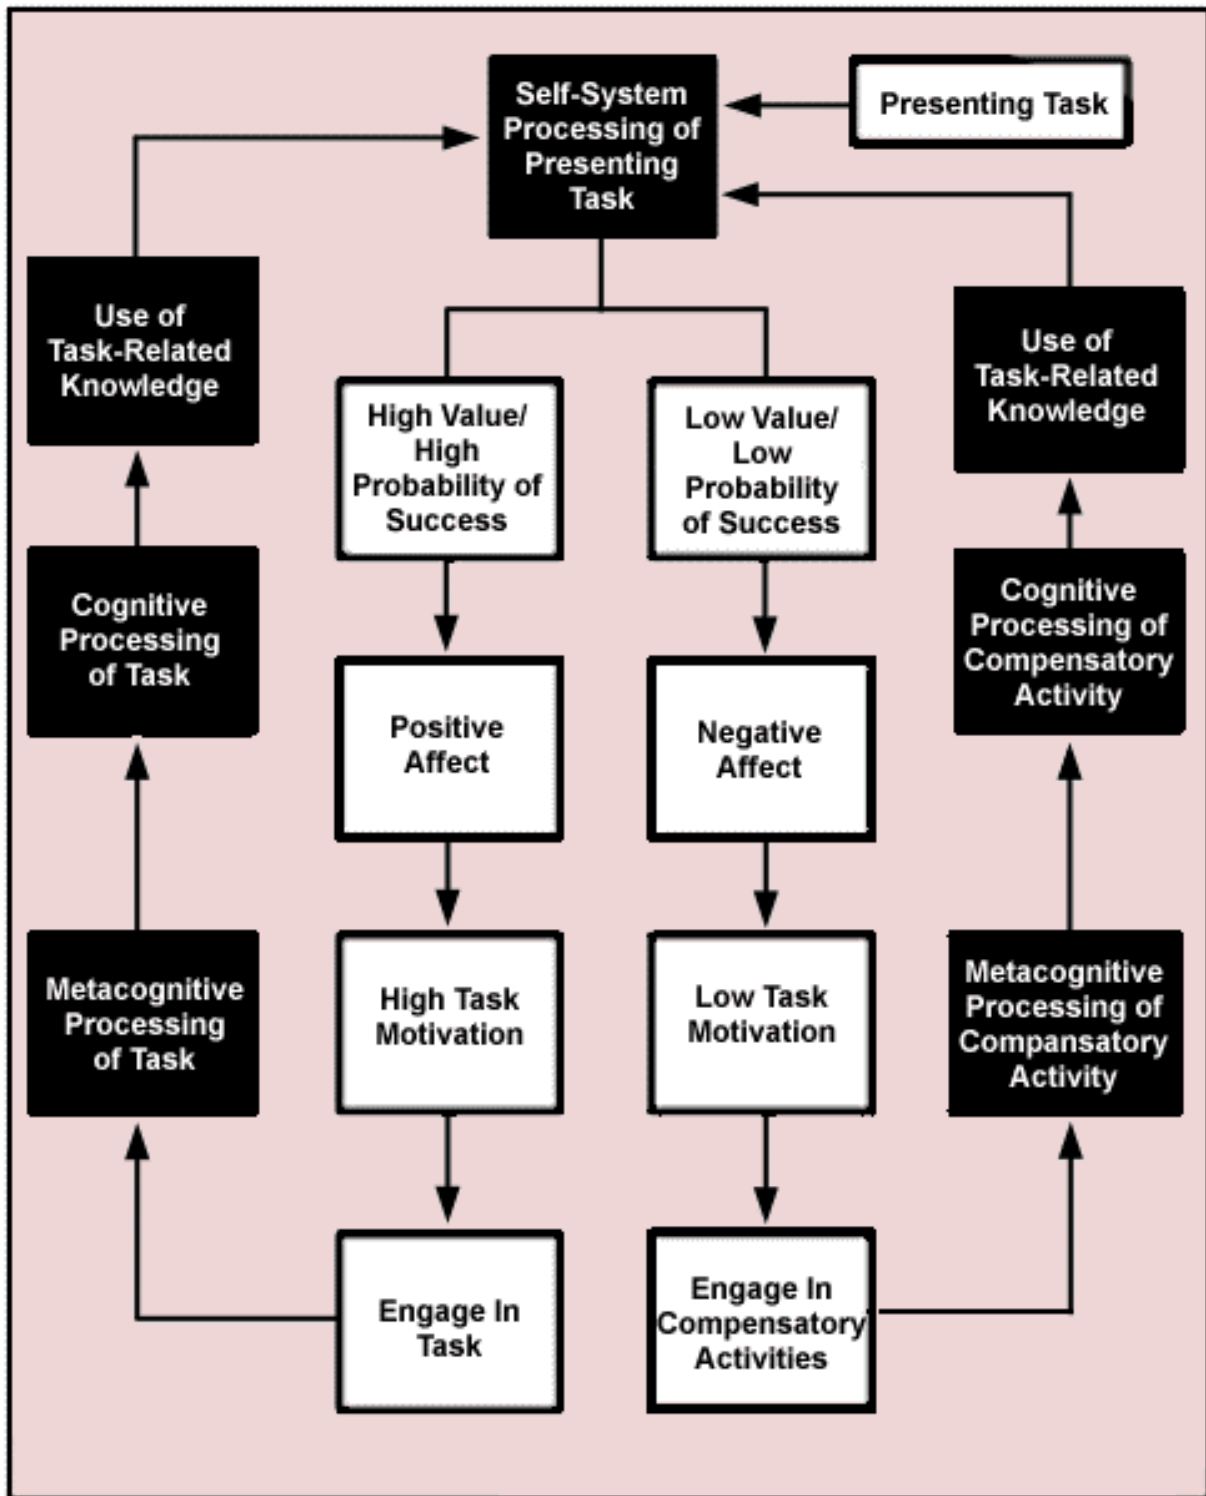 Self-System
Processing of
Presenting
Task
Presenting Task
Use of
Task-Related
Knowledge
High Value/
High
Probability of
Success
Low Value/
Low
Probability
of Success
Use of
Task-Related
Knowledge
Cognitive
Processing
of Task
Positive
Affect
Negative
Affect
Cognitive
Processing of
Compensatory
Activity
Metacognitive
Processing
of Task
High Task
Motivation
Low Task
Motivation
Metacognitive
Processing of
Compansatory
Activity
Engage In
Task
Engage In
Compensatory
Activities